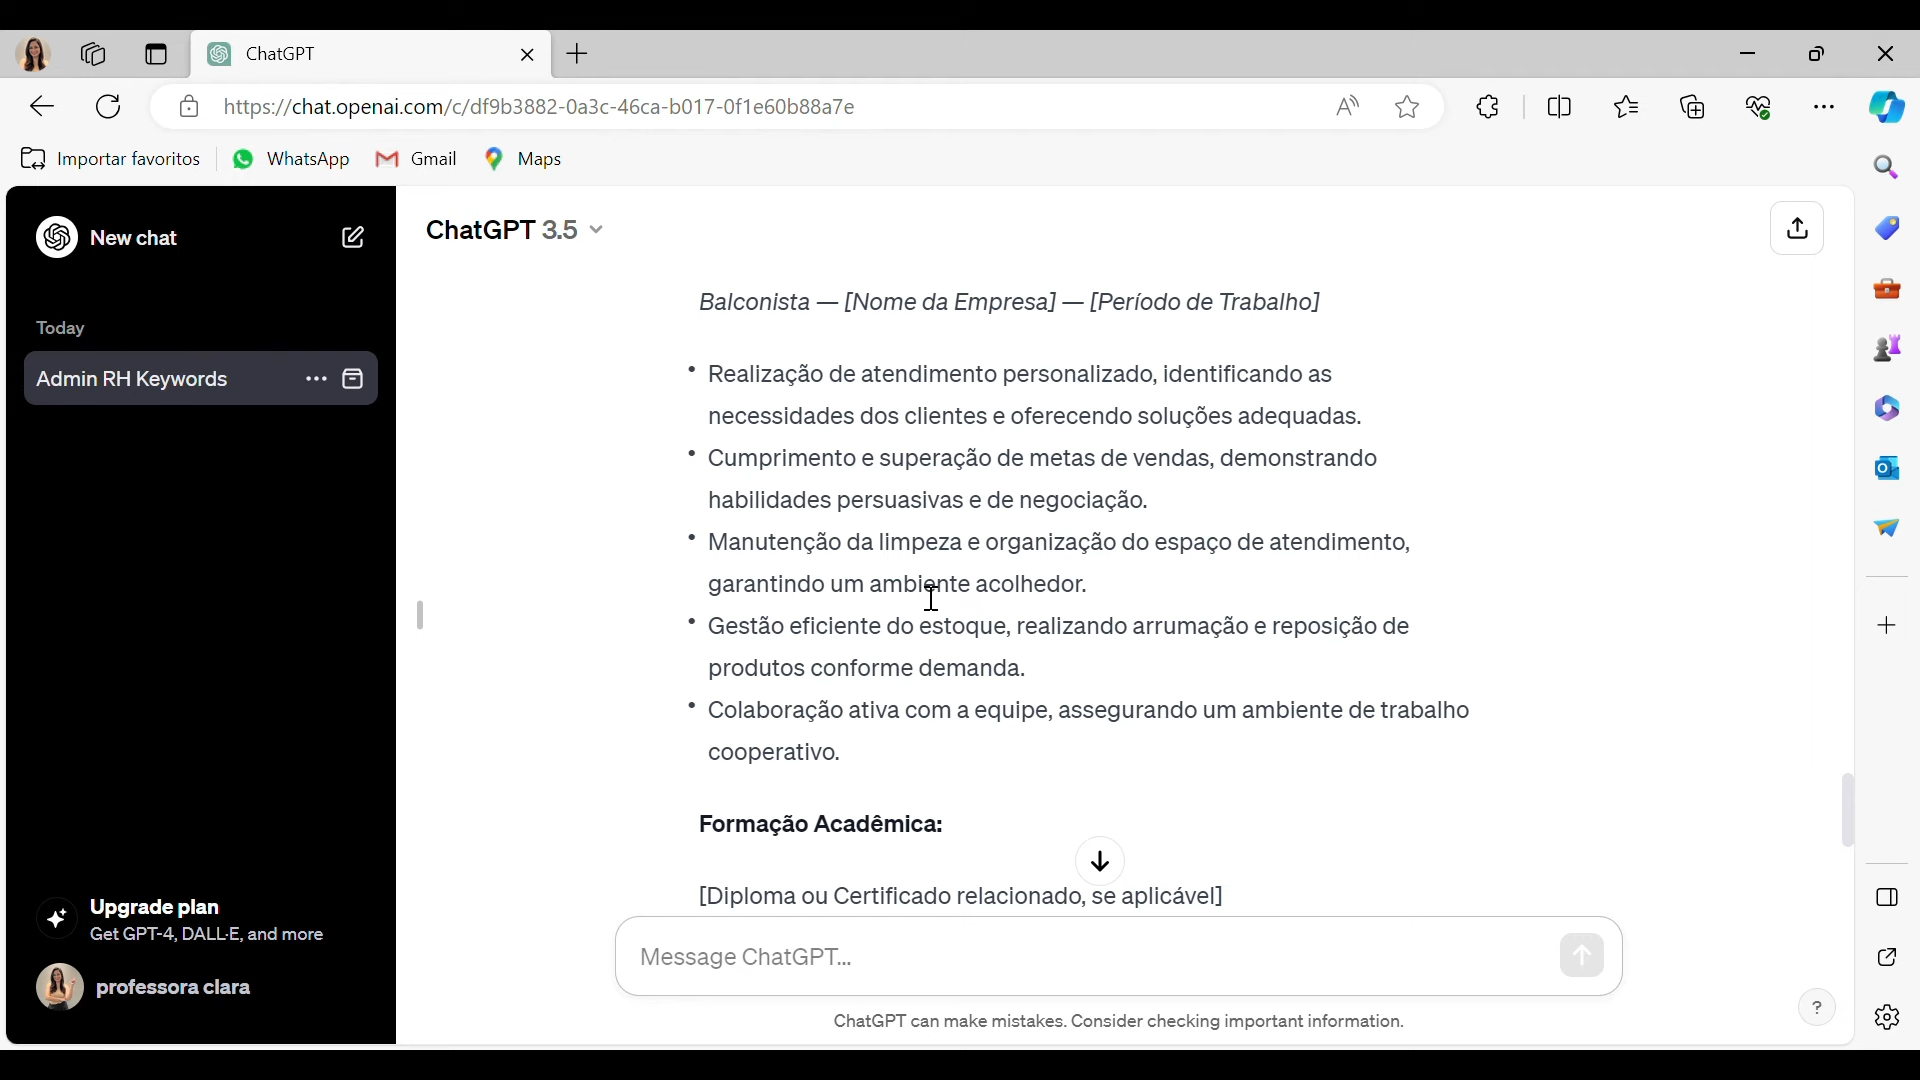 ChatGPT
https://chat.openai.com/c/df9b3882-0a3c-46ca-b017-0f1e60b88a7e
Importar favoritos
WhatsApp
Gmail
Maps
New chat
Today
Admin RH Keywords
Upgrade plan
Get GPT-4, DALL·E, and more
professora clara
ChatGPT 3.5
Balconista — [Nome da Empresa] — [Período de Trabalho]
• Realização de atendimento personalizado, identificando as
necessidades dos clientes e oferecendo soluções adequadas.
• Cumprimento e superação de metas de vendas, demonstrando
habilidades persuasivas e de negociação.
• Manutenção da limpeza e organização do espaço de atendimento,
garantindo um ambiente acolhedor.
• Gestão eficiente do estoque, realizando arrumação e reposição de
produtos conforme demanda.
• Colaboração ativa com a equipe, assegurando um ambiente de trabalho
cooperativo.
Formação Acadêmica:
[Diploma ou Certificado relacionado, se aplicável]
Message ChatGPT...
ChatGPT can make mistakes. Consider checking important information.
?